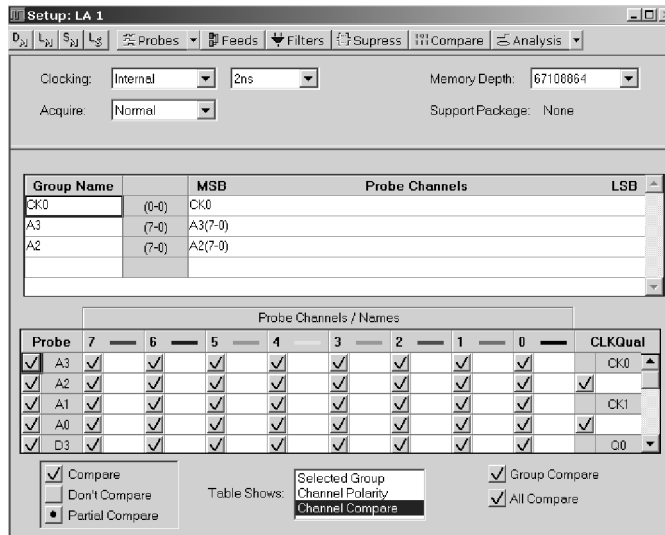 Setup: LA 1
Probes Feeds Filters Supress Compare Analysis
Clocking: Internal 2ns Memory Depth: 67108864
Acquire: Normal Support Package: None
Group Name MSB Probe Channels LSB
CK0 (0-0) CK0
A3 (7-0) A3(7-0)
A2 (7-0) A2(7-0)
Probe Channels / Names
Probe 7 6 5 4 3 2 1 0 CLKQual
A3 CK0
A2
A1 CK1
A0
D3 Q0
Compare
Don't Compare
Partial Compare
Table Shows:
Selected Group
Channel Polarity
Channel Compare
Group Compare
All Compare